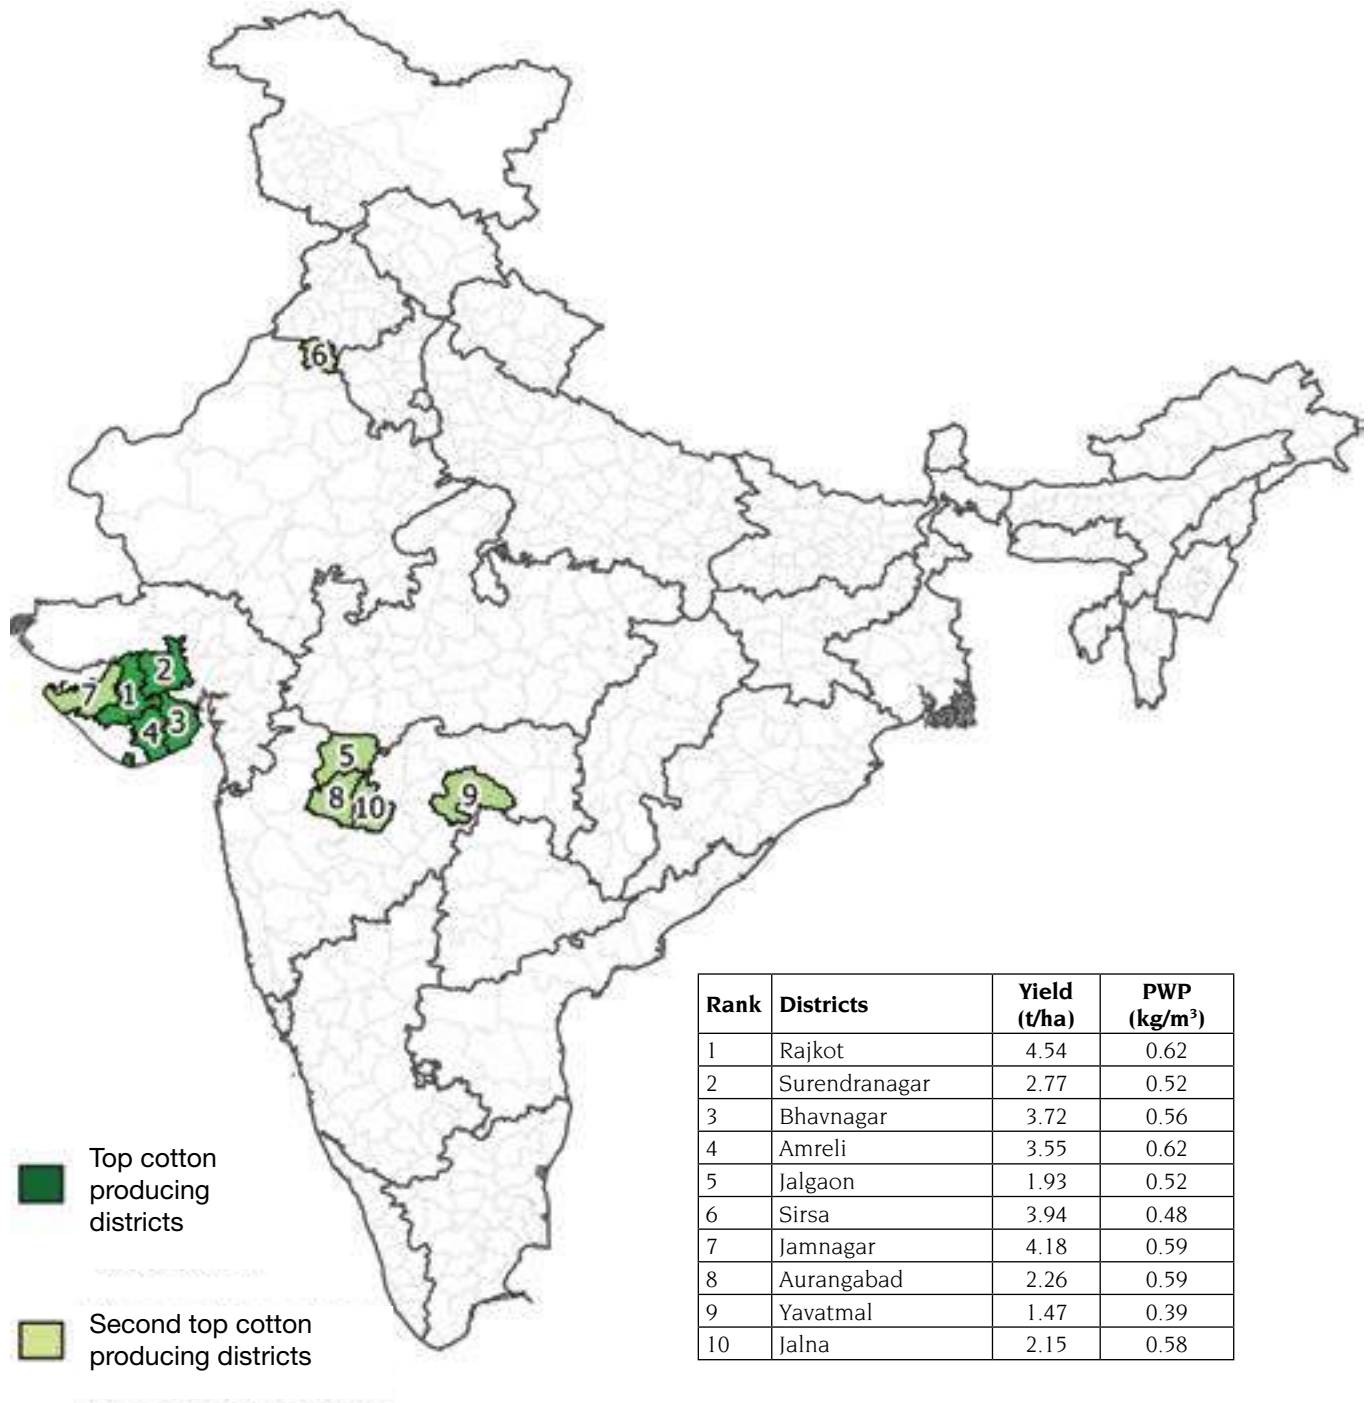 6
2
7
1
3
4
5
8
10
9
Rank Districts Yield (t/ha) PWP (kg/m³)
1 Rajkot 4.54 0.62
2 Surendranagar 2.77 0.52
3 Bhavnagar 3.72 0.56
4 Amreli 3.55 0.62
5 Jalgaon 1.93 0.52
6 Sirsa 3.94 0.48
7 Jamnagar 4.18 0.59
8 Aurangabad 2.26 0.59
9 Yavatmal 1.47 0.39
10 Jalna 2.15 0.58
Top cotton
producing
districts
Second top cotton
producing districts